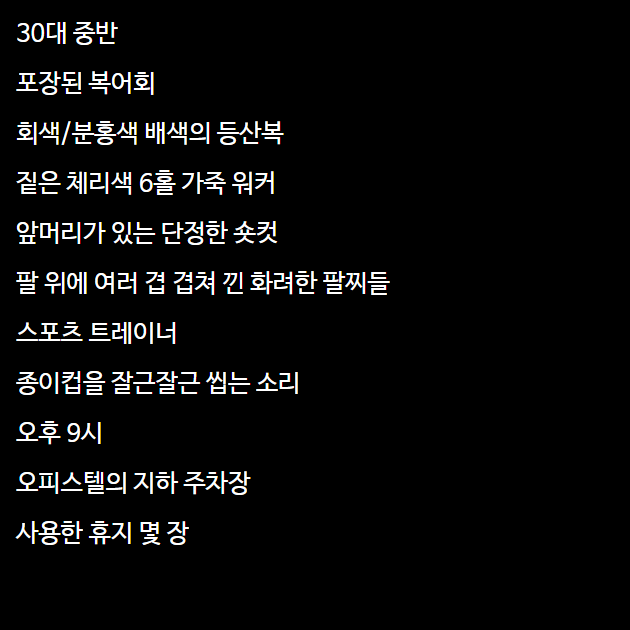 30대 중반
포장된 복어회
회색/분홍색 배색의 등산복
짙은 체리색 6홀 가죽 워커
앞머리가 있는 단정한 숏컷
팔 위에 여러 겹 겹쳐 낀 화려한 팔찌들
스포츠 트레이너
종이컵을 잘근잘근 씹는 소리
오후 9시
오피스텔의 지하 주차장
사용한 휴지 몇 장